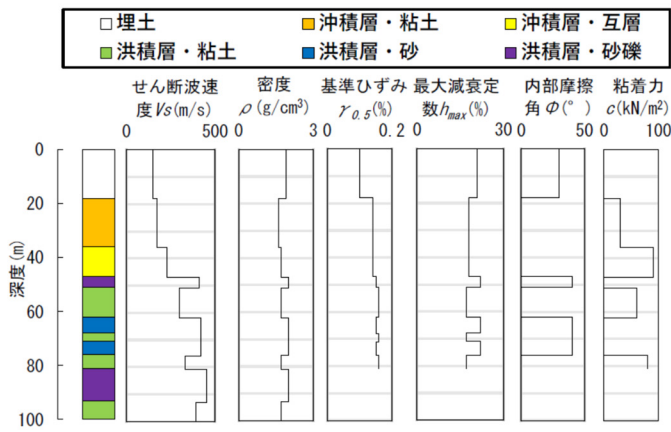 埋土 沖積層・粘土 沖積層・互層
洪積層・粘土 洪積層・砂 洪積層・砂礫
せん断波速 密度 基準ひずみ 最大減衰定 内部摩擦 粘着力
度Vs(m/s) ρ(g/cm³) γ0.5(%) 数hmax(%) 角Φ(°) c(kN/m²)
0 500 0 3 0 0.2 0 30 0 50 0 100
0
20
40
60
80
100
深度(m)